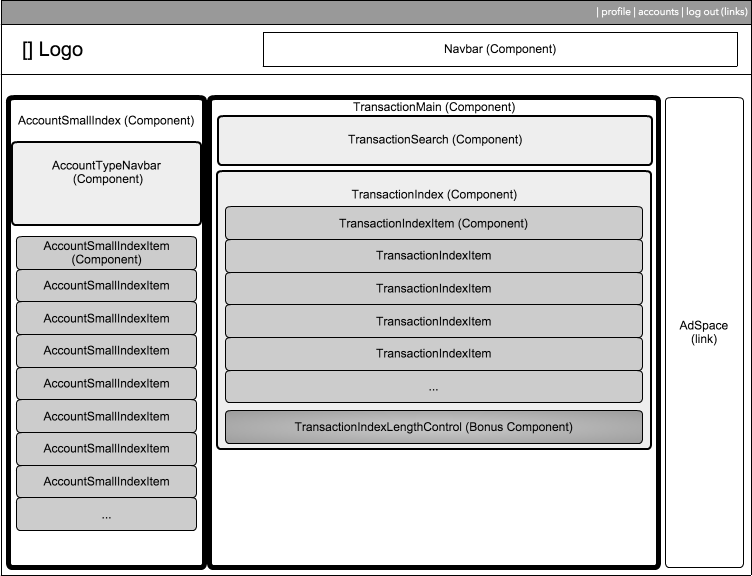 | profile | accounts | log out (links)
[] Logo
Navbar (Component)
AccountSmallIndex (Component)
AccountTypeNavbar
(Component)
AccountSmallIndexItem
(Component)
AccountSmallIndexItem
AccountSmallIndexItem
AccountSmallIndexItem
AccountSmallIndexItem
AccountSmallIndexItem
AccountSmallIndexItem
AccountSmallIndexItem
...
TransactionMain (Component)
TransactionSearch (Component)
TransactionIndex (Component)
TransactionIndexItem (Component)
TransactionIndexItem
TransactionIndexItem
TransactionIndexItem
TransactionIndexItem
...
TransactionIndexLengthControl (Bonus Component)
AdSpace
(link)